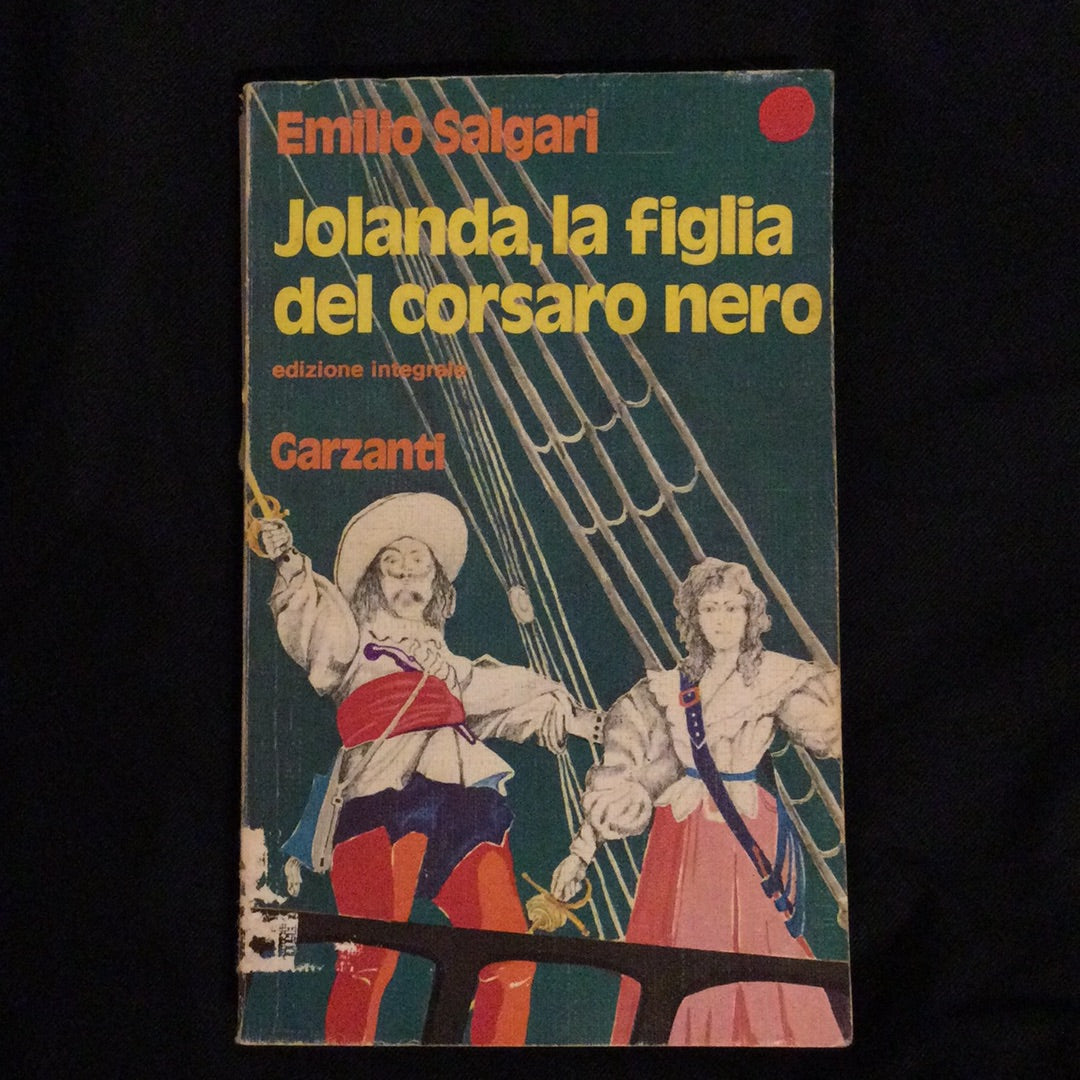 Emilio Salgari
Jolanda, la figlia
del corsaro nero
edizione integrale
Garzanti